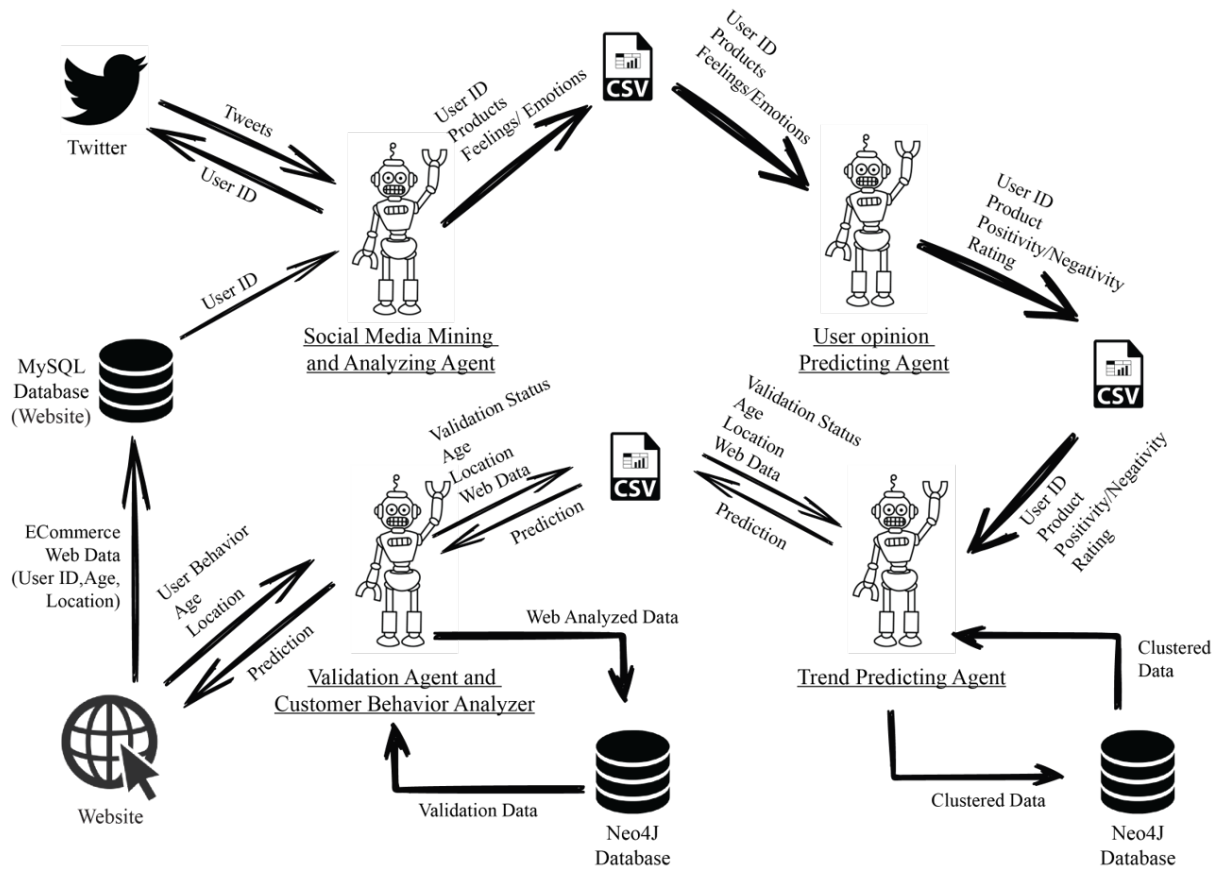 Twitter
Tweets
User ID
User ID
Products
Feelings/ Emotions
CSV
User ID
Products
Feelings/Emotions
User ID
Product
Positivity/Negativity
Rating
User ID
Social Media Mining
and Analyzing Agent
User opinion
Predicting Agent
MySQL
Database
(Website)
CSV
Validation Status
Age
Location
Web Data
Prediction
CSV
Validation Status
Age
Location
Web Data
Prediction
User ID
Product
Positivity/Negativity
Rating
ECommerce
Web Data
(User ID,Age,
Location)
User Behavior
Age
Location
Prediction
Web Analyzed Data
Validation Agent and
Customer Behavior Analyzer
Trend Predicting Agent
Clustered
Data
Website
Validation Data
Neo4J
Database
Clustered Data
Neo4J
Database